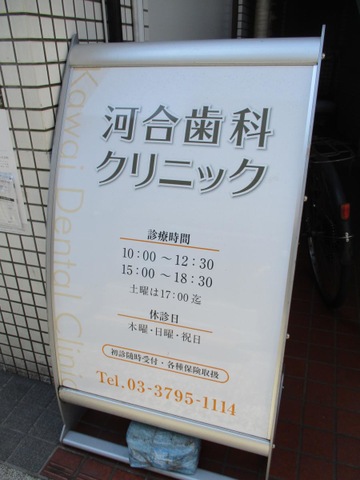 Kawai Dental Clinic
河合歯科
クリニック
診療時間
10:00～12:30
15:00～18:30
土曜は17:00迄
休診日
木曜・日曜・祝日
初診随時受付・各種保険取扱
Tel.03-3795-1114